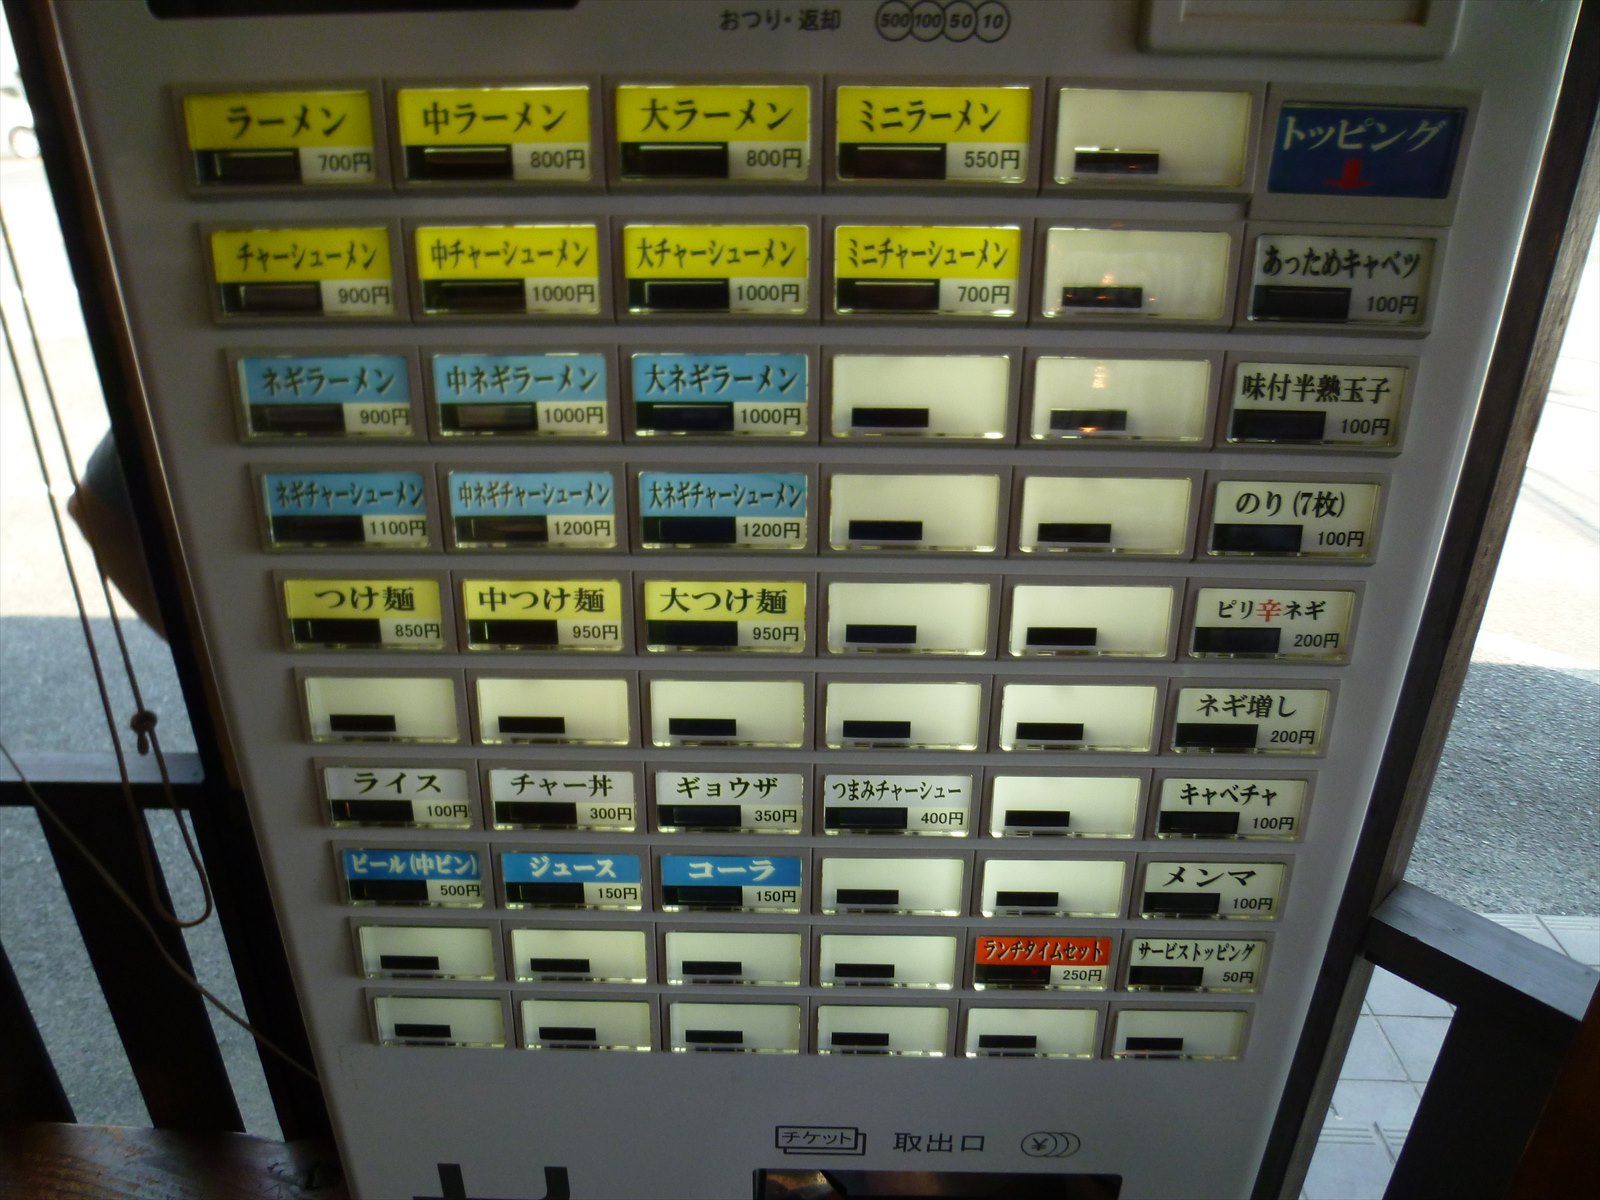 おつり・返却 500 100 50 10
ラーメン 700円
中ラーメン 800円
大ラーメン 800円
ミニラーメン 550円
トッピング
チャーシューメン 900円
中チャーシューメン 1000円
大チャーシューメン 1000円
ミニチャーシューメン 700円
あっためキャベツ 100円
ネギラーメン 900円
中ネギラーメン 1000円
大ネギラーメン 1000円
味付半熟玉子 100円
ネギチャーシューメン 1100円
中ネギチャーシューメン 1200円
大ネギチャーシューメン 1200円
のり(7枚) 100円
つけ麺 850円
中つけ麺 950円
大つけ麺 950円
ピリ辛ネギ 200円
ネギ増し 200円
ライス 100円
チャー丼 300円
ギョウザ 350円
つまみチャーシュー 400円
キャベチャ 100円
ビール(中ビン) 500円
ジュース 150円
コーラ 150円
メンマ 100円
ランチタイムセット 250円
サービストッピング 50円
チケット 取出口 ¥